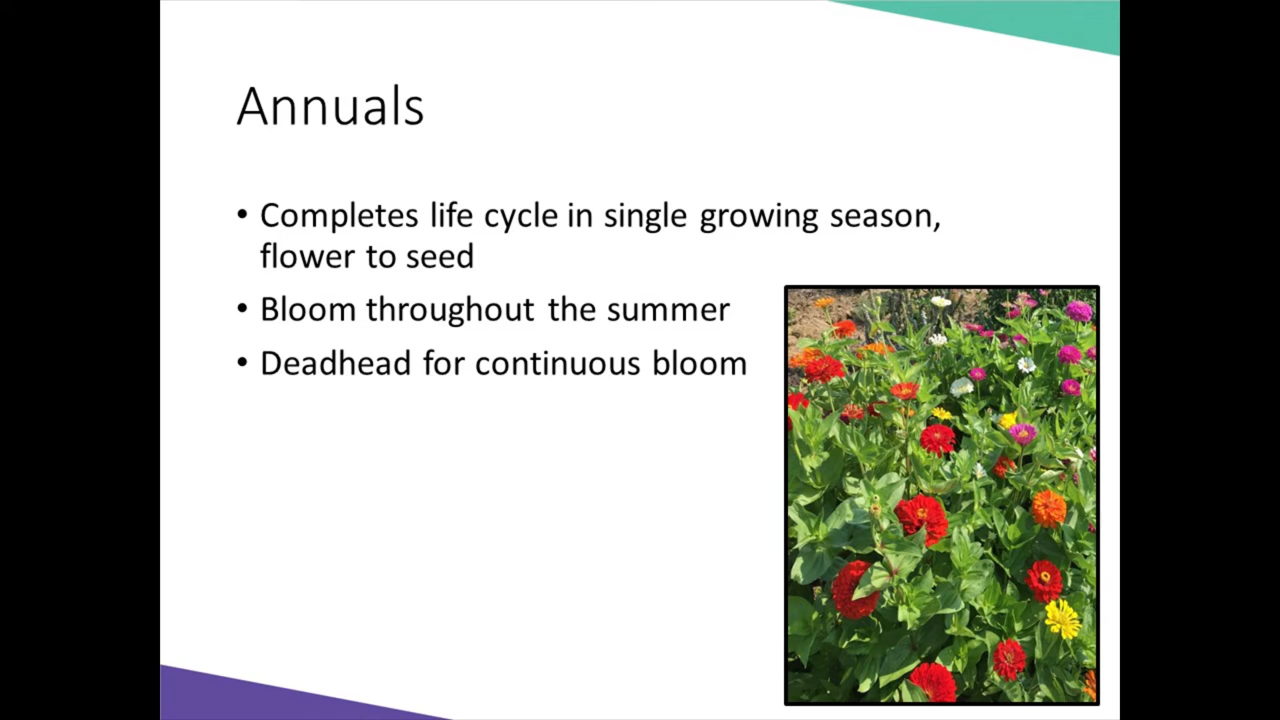 Annuals
• Completes life cycle in single growing season,
flower to seed
• Bloom throughout the summer
• Deadhead for continuous bloom